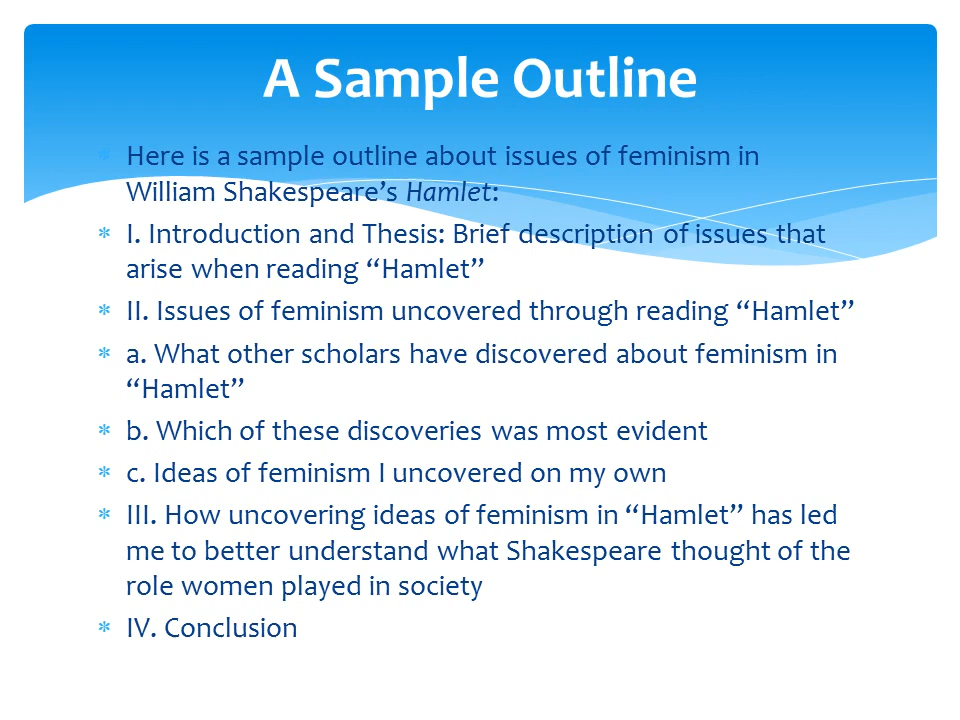 A Sample Outline
* Here is a sample outline about issues of feminism in
William Shakespeare’s Hamlet:
* I. Introduction and Thesis: Brief description of issues that
arise when reading “Hamlet”
* II. Issues of feminism uncovered through reading “Hamlet”
* a. What other scholars have discovered about feminism in
“Hamlet”
* b. Which of these discoveries was most evident
* c. Ideas of feminism I uncovered on my own
* III. How uncovering ideas of feminism in “Hamlet” has led
me to better understand what Shakespeare thought of the
role women played in society
* IV. Conclusion